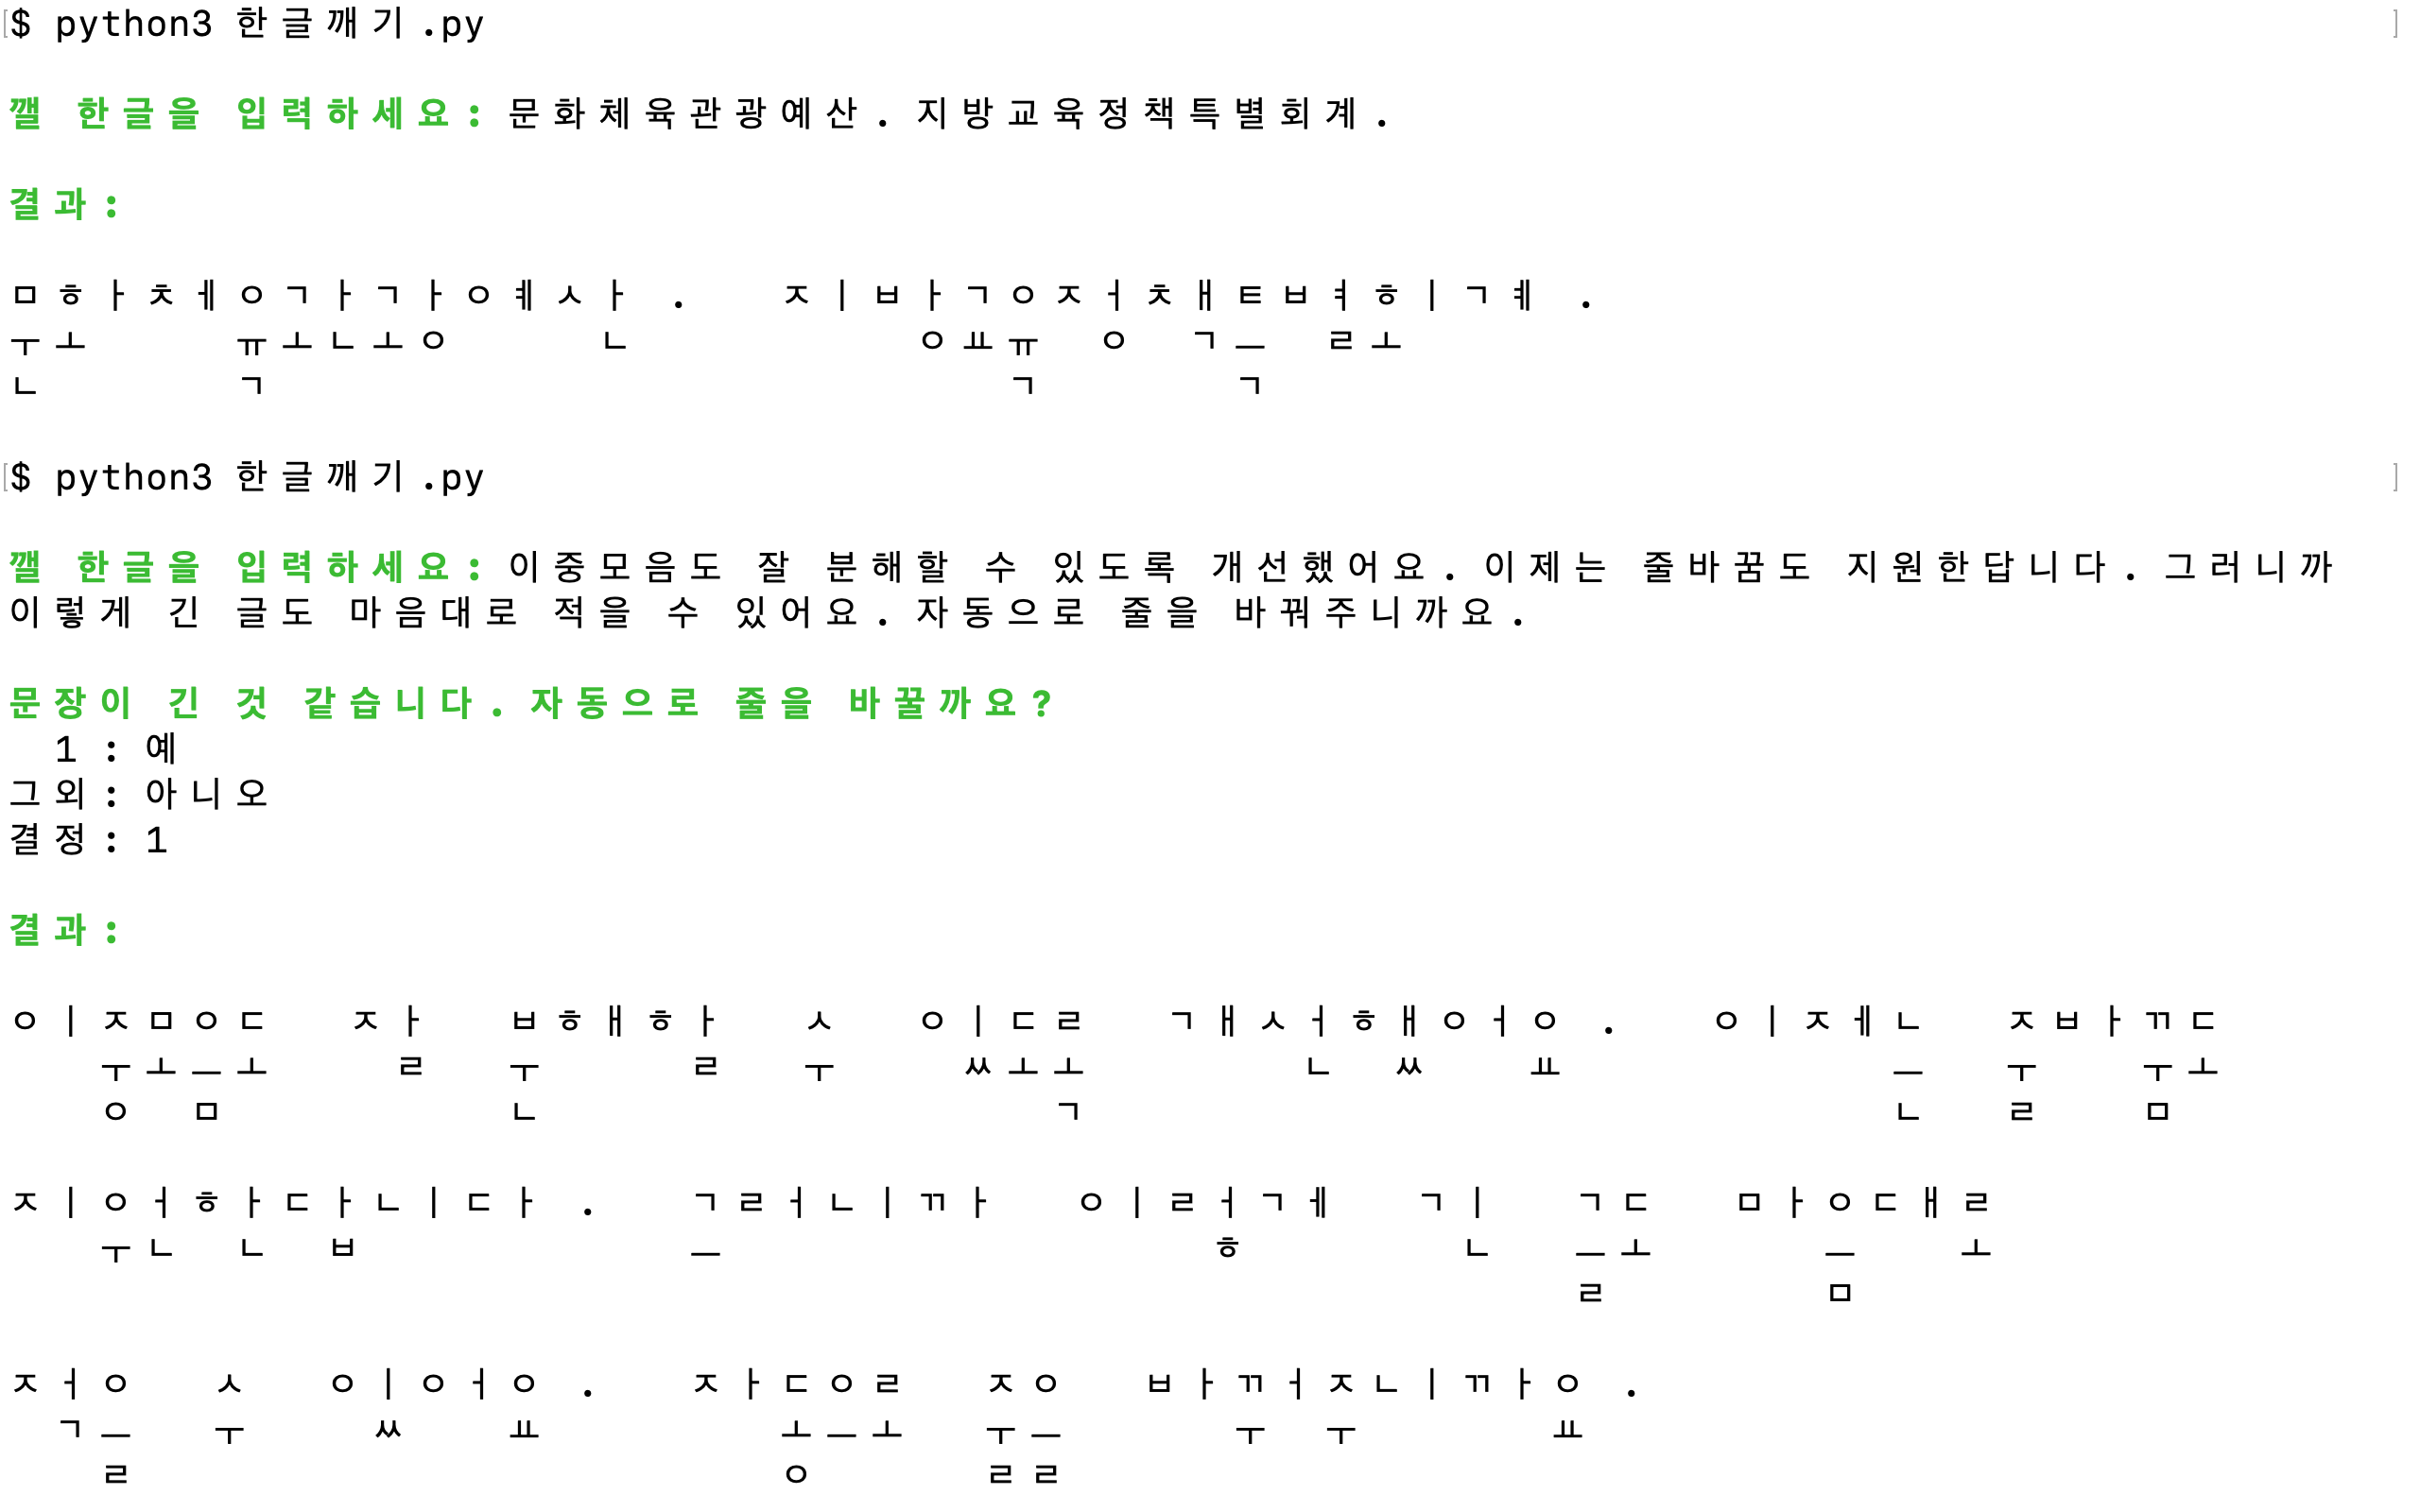 $ python3 한글깨기.py
깰 한글을 입력하세요: 문화체육관광예산. 지방교육정책특별회계.
결과:
ㅁㅎㅏㅊㅔㅇㄱㅏㄱㅏㅇㅖㅅㅏ . ㅈㅣㅂㅏㄱㅇㅈㅓㅊㅐㅌㅂㅕㅎㅣㄱㅖ .
ㅜㅗ ㅠㅗㄴㅗㅇ ㄴ ㅇㅛㅠ ㅇ ㄱㅡ ㄹㅗ
ㄴ ㄱ ㄱ ㄱ
$ python3 한글깨기.py
깰 한글을 입력하세요: 이중모음도 잘 분해할 수 있도록 개선했어요. 이제는 줄바꿈도 지원한답니다. 그러니까
이렇게 긴 글도 마음대로 적을 수 있어요. 자동으로 줄을 바꿔주니까요.
문장이 긴 것 같습니다. 자동으로 줄을 바꿀까요?
1 : 예
그외: 아니오
결정: 1
결과:
ㅇㅣㅈㅁㅇㄷ ㅈㅏ ㅂㅎㅐㅎㅏ ㅅ ㅇㅣㄷㄹ ㄱㅐㅅㅓㅎㅐㅇㅓㅇ . ㅇㅣㅈㅔㄴ ㅈㅂㅏㄲㄷ
ㅜㅗㅡㅗ ㄹ ㅜ ㄹ ㅜ ㅆㅗㅗ ㄴ ㅆ ㅛ ㅡ ㅜ ㅜㅗ
ㅇ ㅁ ㄴ ㄱ ㄴ ㄹ ㅁ
ㅈㅣㅇㅓㅎㅏㄷㅏㄴㅣㄷㅏ . ㄱㄹㅓㄴㅣㄲㅏ ㅇㅣㄹㅓㄱㅔ ㄱㅣ ㄱㄷ ㅁㅏㅇㄷㅐㄹ
ㅜㄴ ㄴ ㅂ ㅡ ㅎ ㄴ ㅡㅗ ㅡ ㅗ
ㄹ ㅁ
ㅈㅓㅇ ㅅ ㅇㅣㅇㅓㅇ . ㅈㅏㄷㅇㄹ ㅈㅇ ㅂㅏㄲㅓㅈㄴㅣㄲㅏㅇ .
ㄱㅡ ㅜ ㅆ ㅛ ㅗㅡㅗ ㅜㅡ ㅜ ㅜ ㅛ
ㄹ ㅇ ㄹㄹ